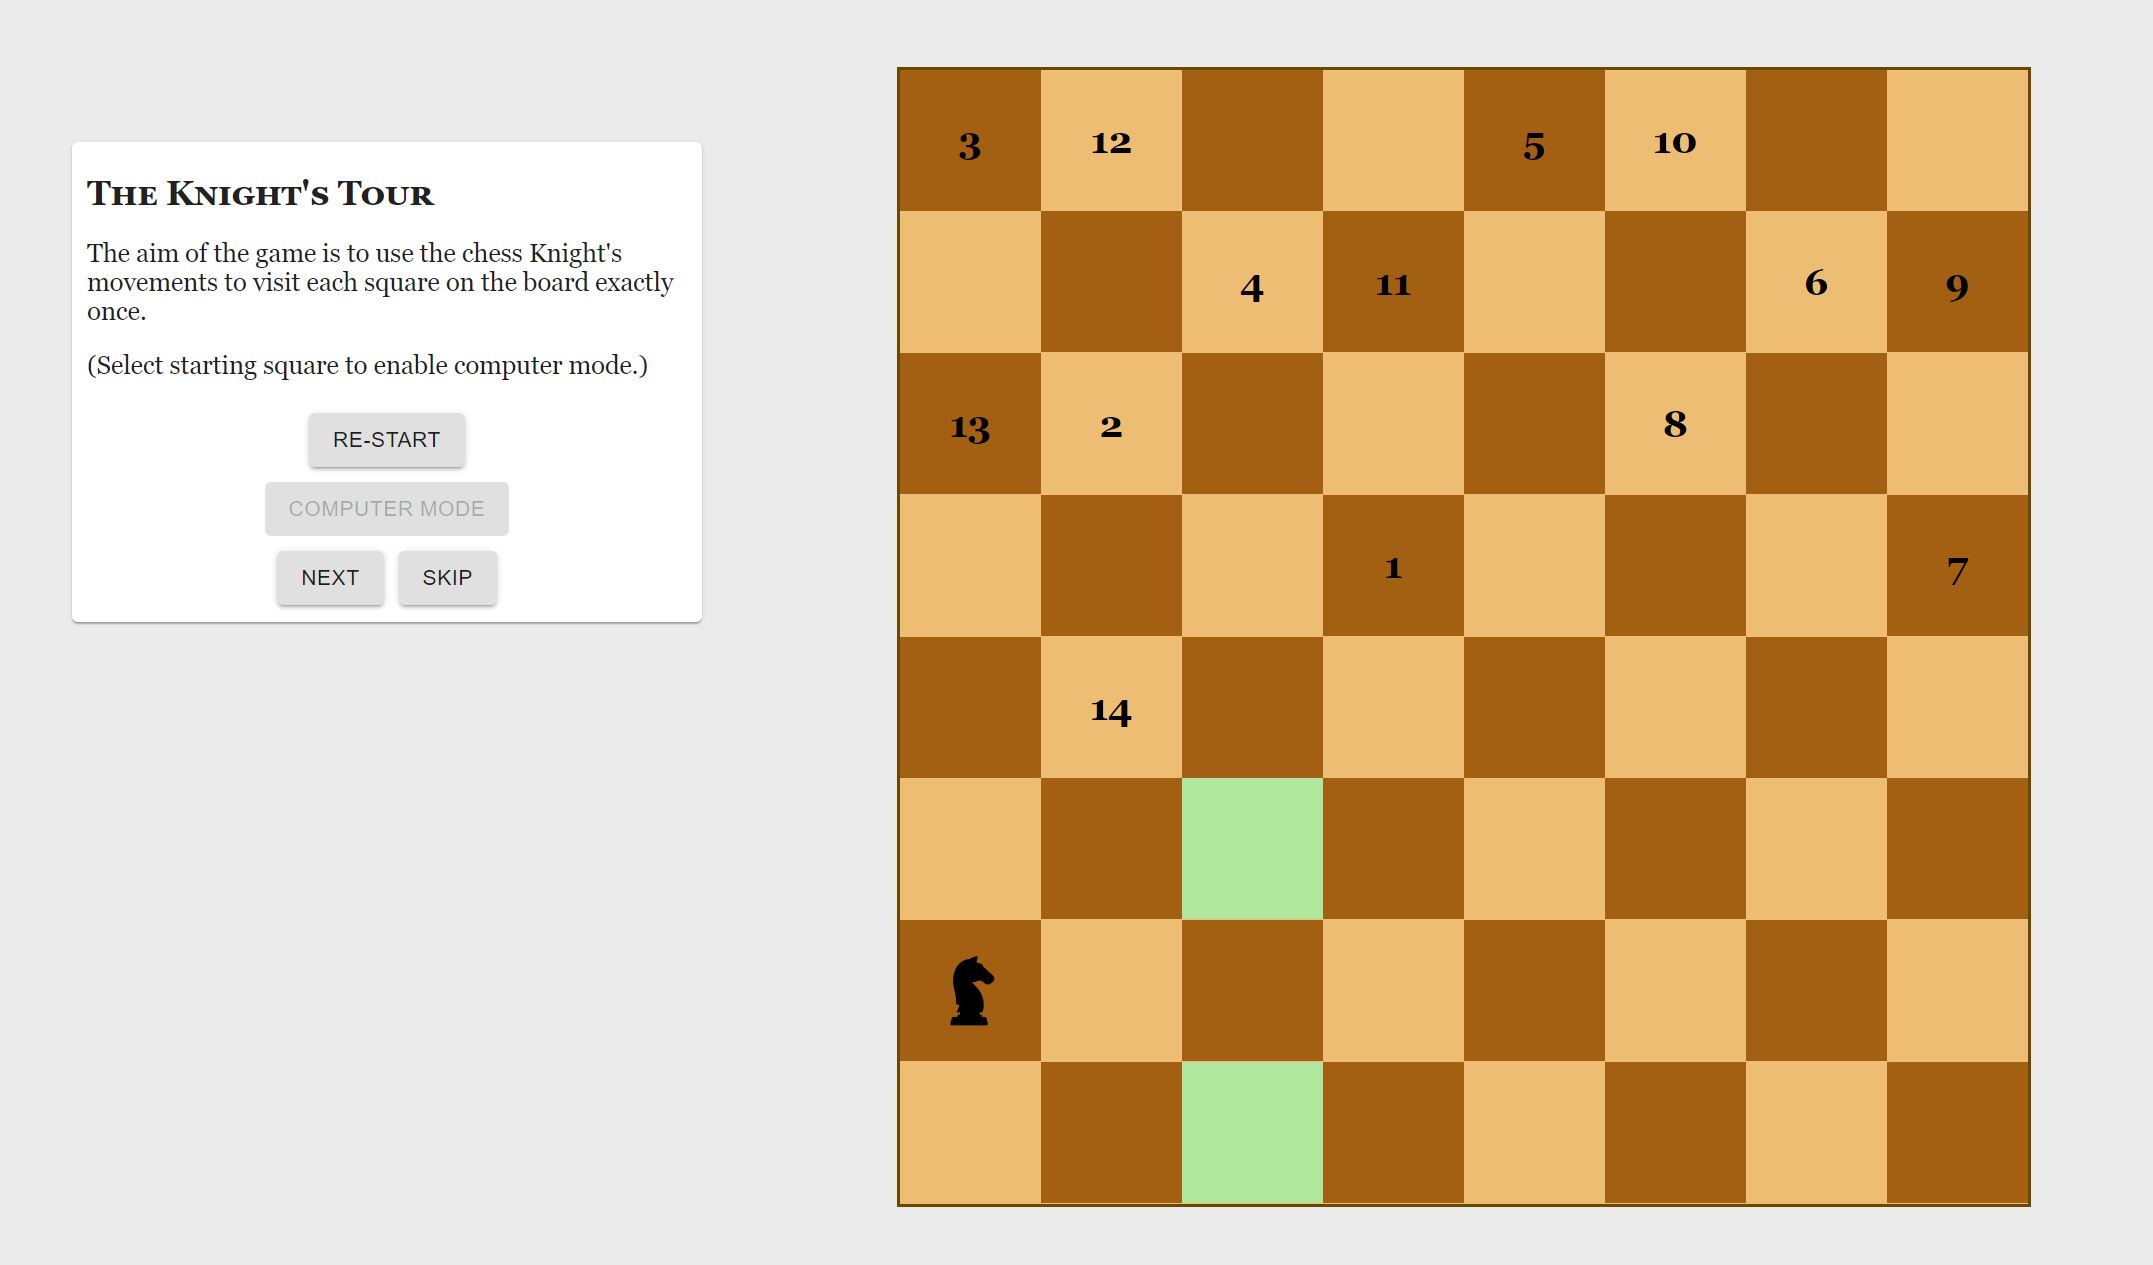 The Knight's Tour
The aim of the game is to use the chess Knight's
movements to visit each square on the board exactly
once.
(Select starting square to enable computer mode.)
RE-START
COMPUTER MODE
NEXT SKIP
3 12 5 10
4 11 6 9
13 2 8
1 7
14